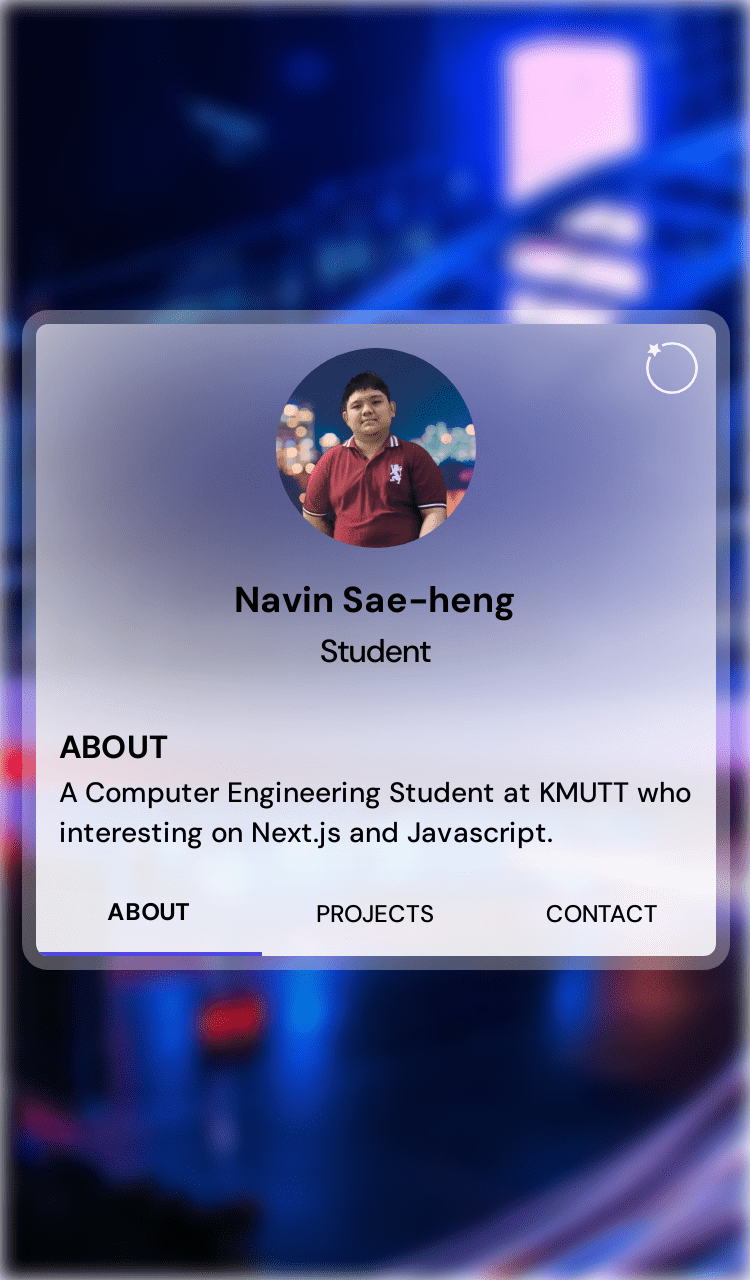 Navin Sae-heng
Student
ABOUT
A Computer Engineering Student at KMUTT who
interesting on Next.js and Javascript.
ABOUT PROJECTS CONTACT